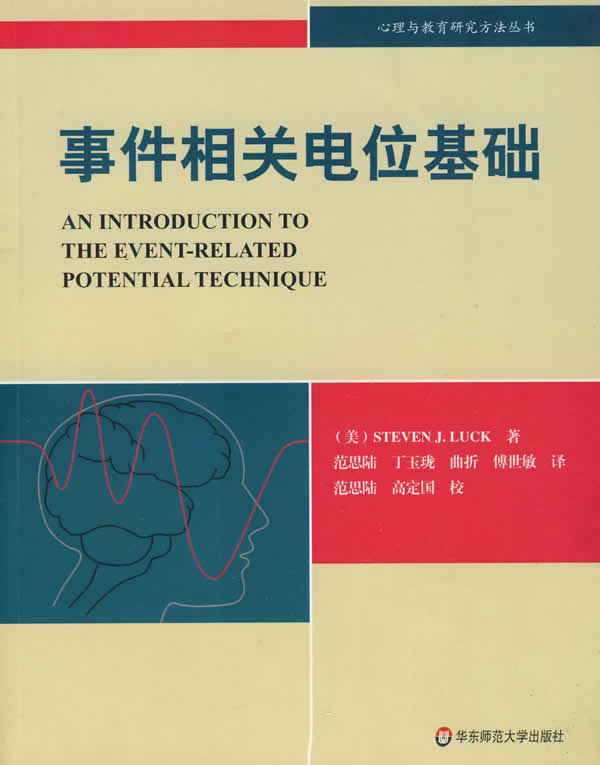 心理与教育研究方法丛书
事件相关电位基础
AN INTRODUCTION TO
THE EVENT-RELATED
POTENTIAL TECHNIQUE
（美）STEVEN J. LUCK 著
范思陆 丁玉珑 曲折 傅世敏 译
范思陆 高定国 校
华东师范大学出版社